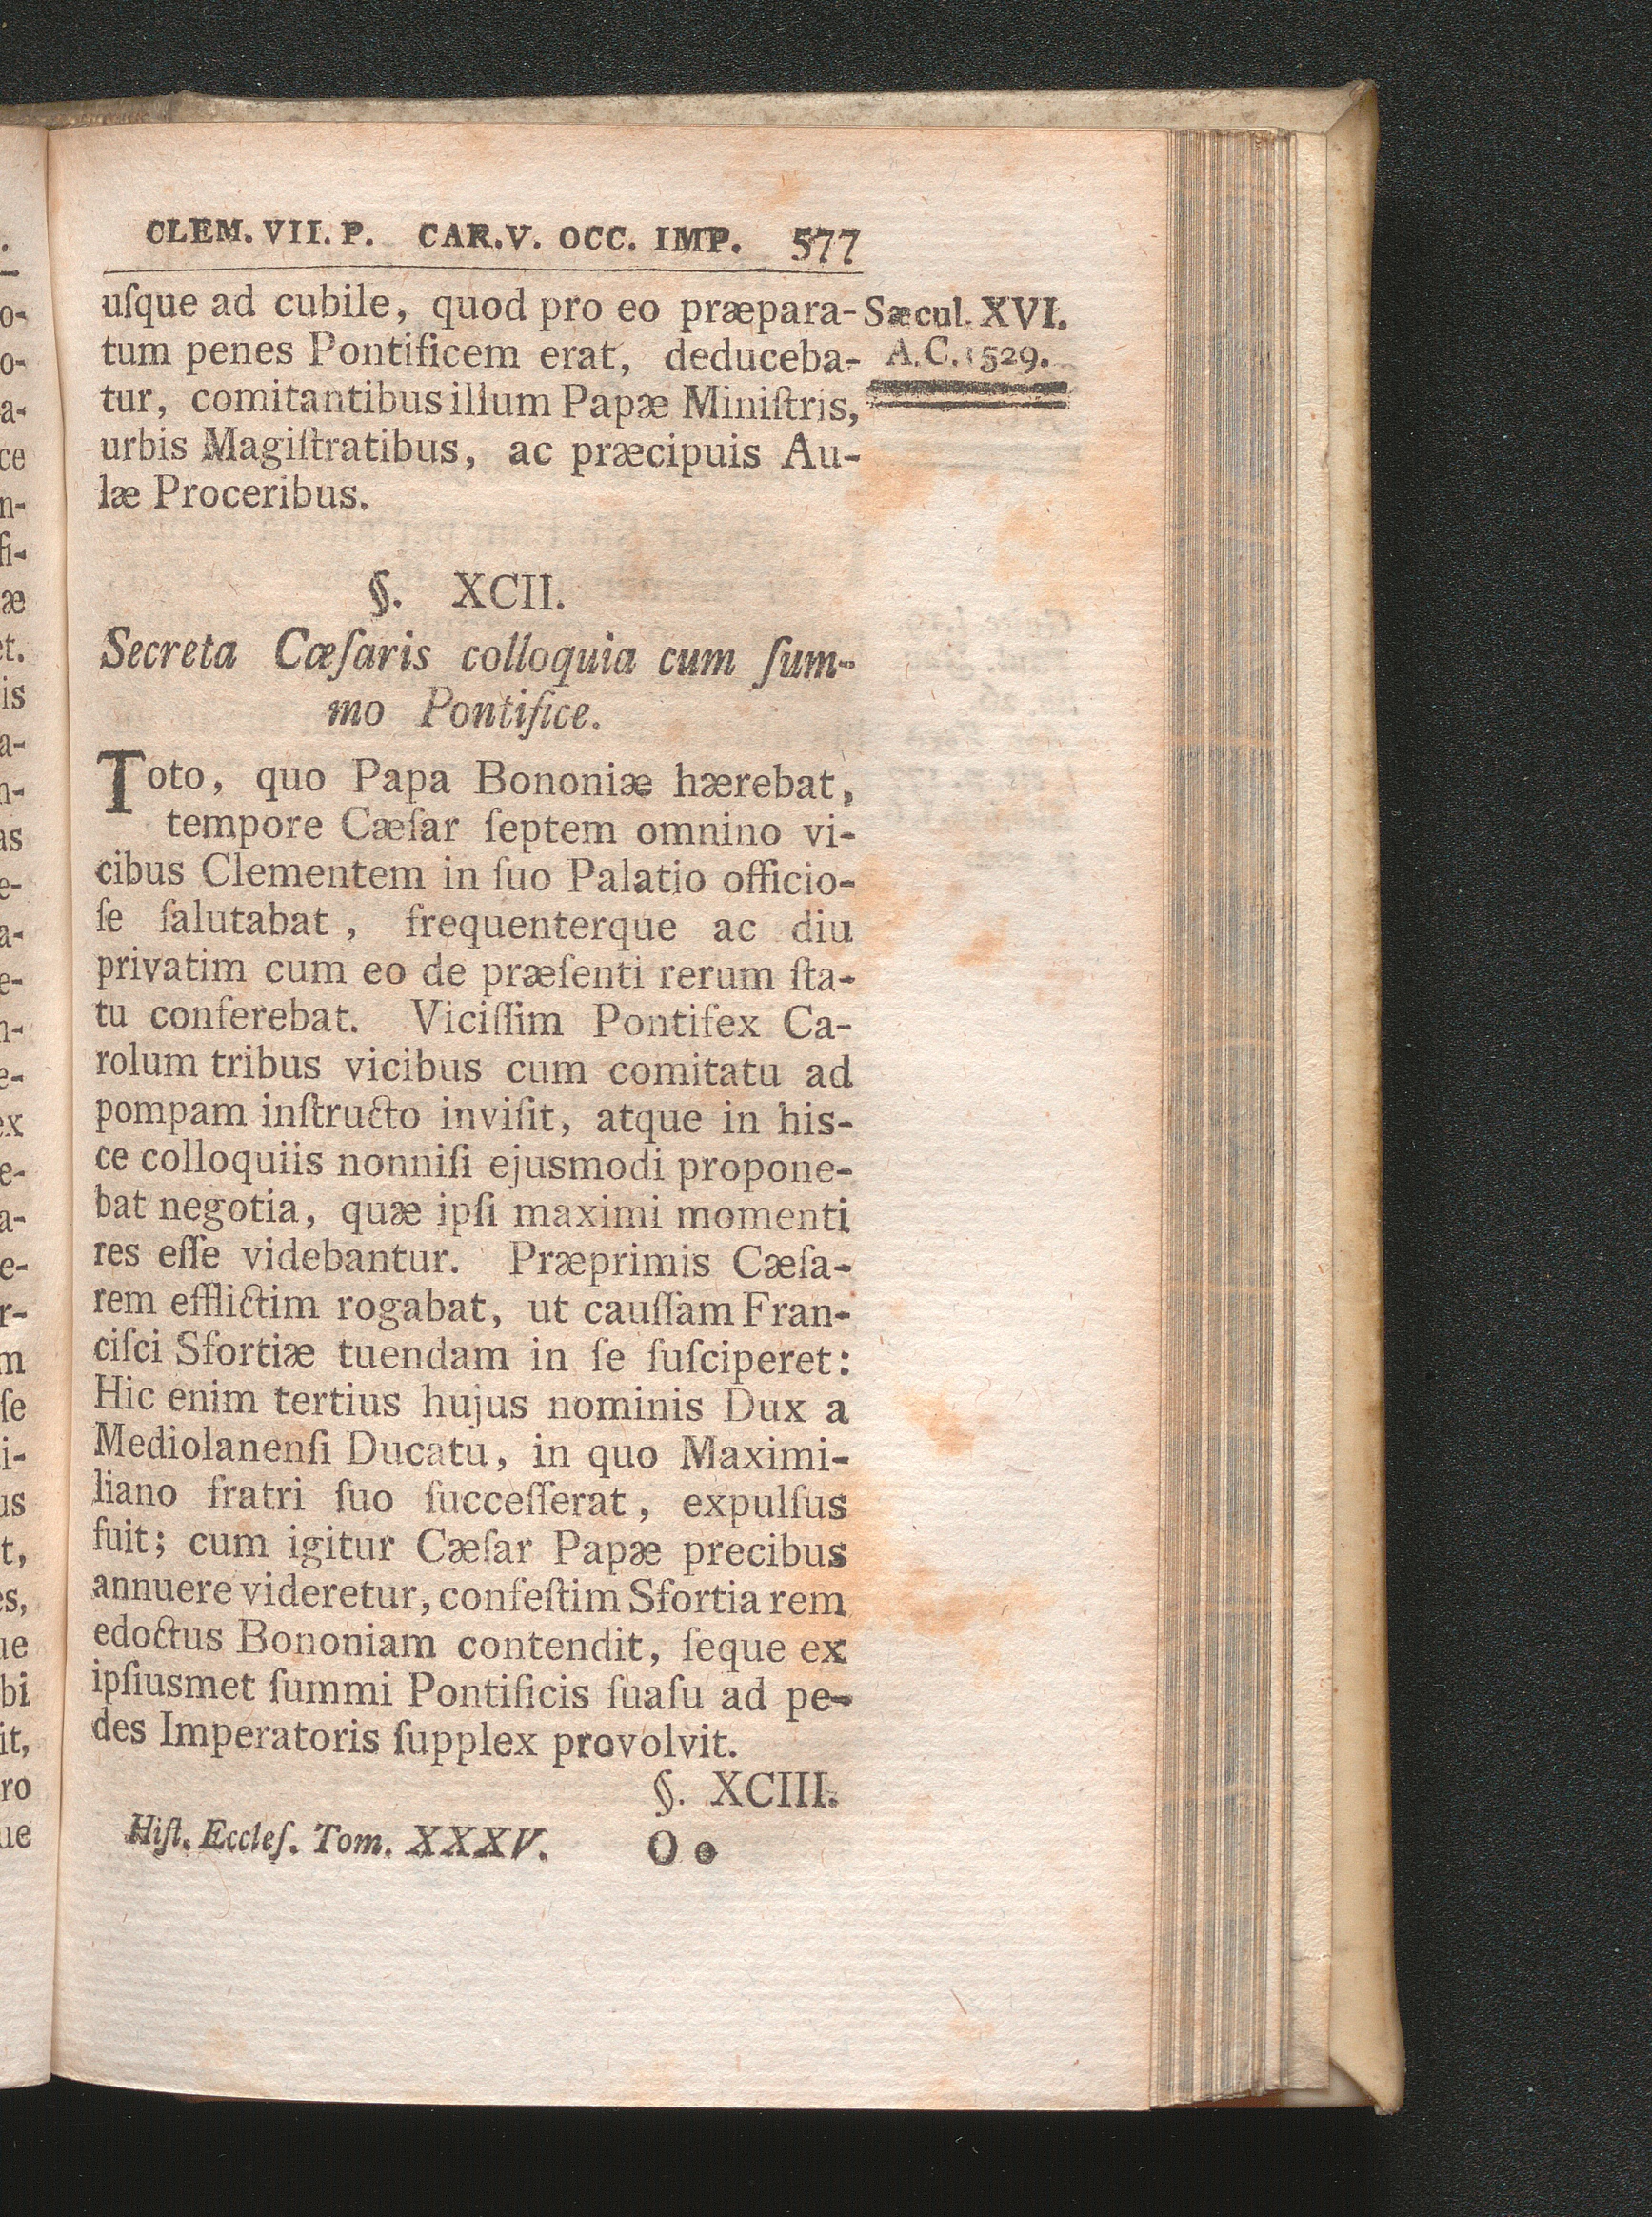 CLEM. VII. P. CAR. V. OCC. IMP. 577
uſque ad cubile, quod pro eo præpara-
Sæcul. XVI.
tum penes Pontificem erat, deduceba-
A.C. 1529.
tur, comitantibus illum Papæ Miniſtris,
urbis Magiſtratibus, ac præcipuis Au-
læ Proceribus.
§. XCII.
Secreta Cæſaris colloquia cum ſum-
mo Pontifice.
Toto, quo Papa Bononiæ hærebat,
tempore Cæſar ſeptem omnino vi-
cibus Clementem in ſuo Palatio officio-
ſe ſalutabat, frequenterque ac diu
privatim cum eo de præſenti rerum ſta-
tu conferebat. Viciſſim Pontifex Ca-
rolum tribus vicibus cum comitatu ad
pompam inſtructo inviſit, atque in his-
ce colloquiis nonniſi ejusmodi propone-
bat negotia, quæ ipſi maximi momenti
res eſſe videbantur. Præprimis Cæſa-
rem efflictim rogabat, ut cauſſam Fran-
ciſci Sfortiæ tuendam in ſe ſuſciperet:
Hic enim tertius hujus nominis Dux a
Mediolanenſi Ducatu, in quo Maximi-
liano fratri ſuo ſucceſſerat, expulſus
fuit; cum igitur Cæſar Papæ precibus
annuere videretur, confeſtim Sfortia rem
edoctus Bononiam contendit, ſeque ex
ipſiusmet ſummi Pontificis ſuaſu ad pe-
des Imperatoris ſupplex provolvit.
§. XCIII.
Hiſt. Eccleſ. Tom. XXXV. O o